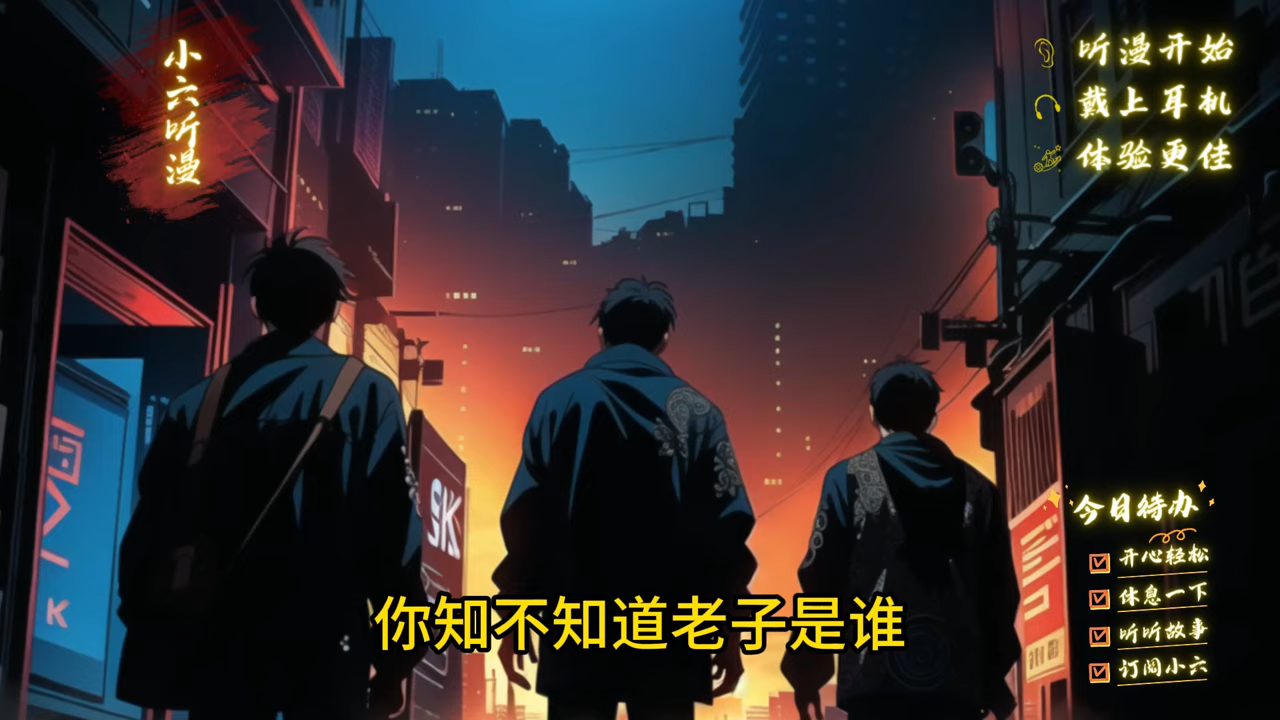 小六听漫
听漫开始
戴上耳机
体验更佳
SK
K
今日待办
开心轻松
休息一下
听听故事
订阅小六
你知不知道老子是谁